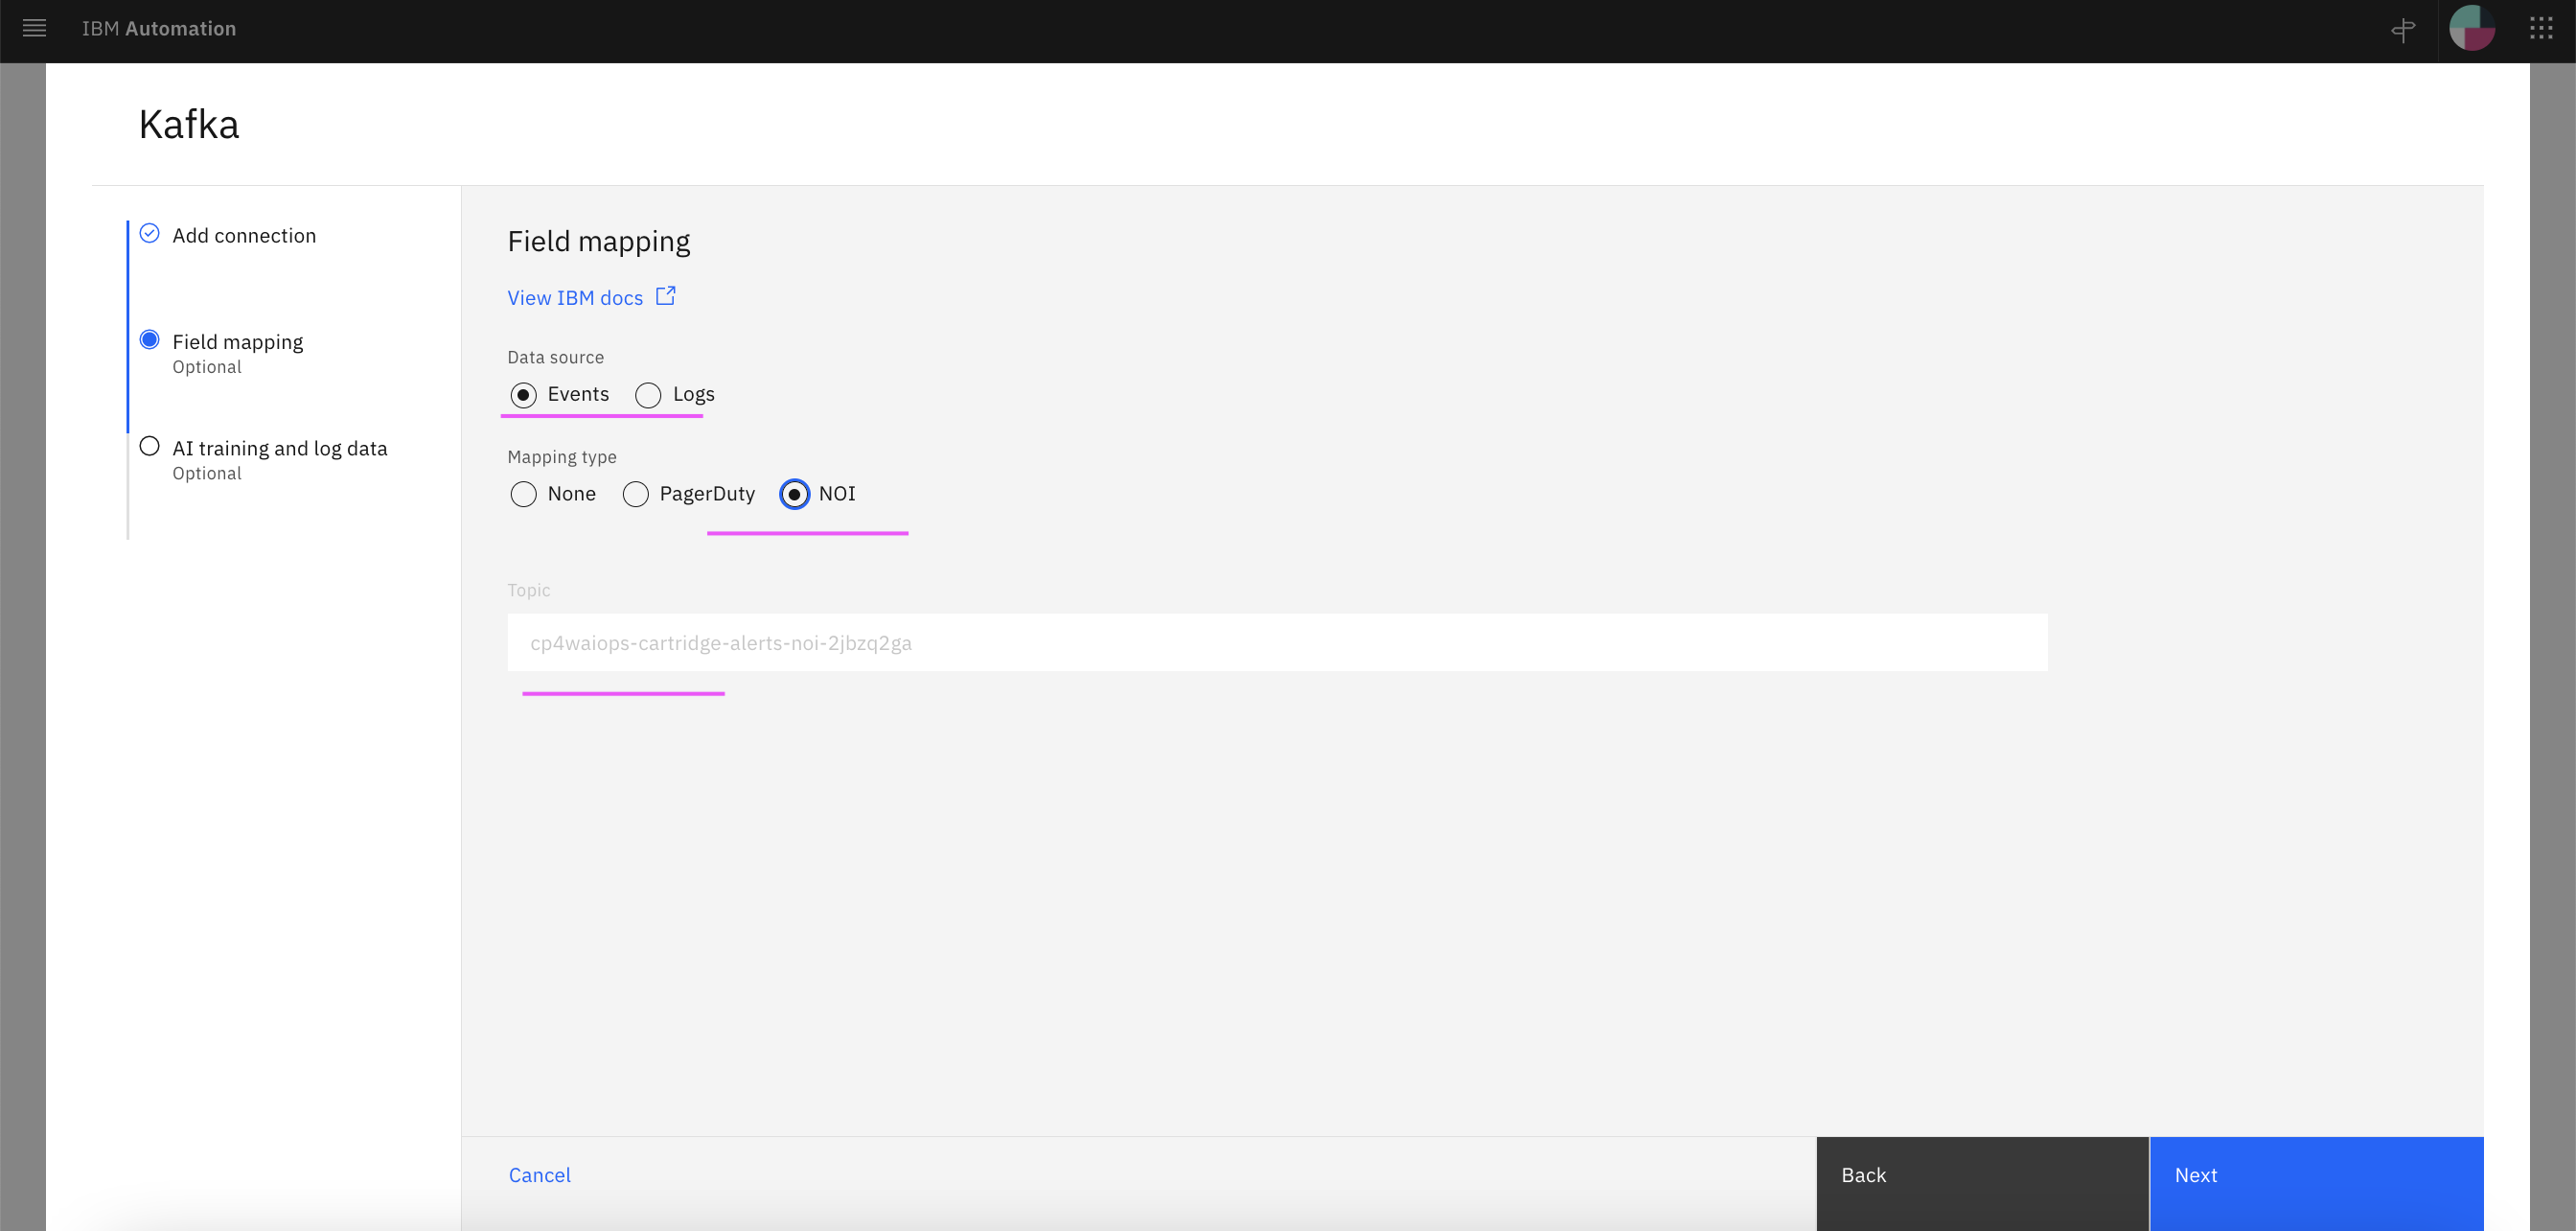 IBM Automation
Kafka
Add connection
Field mapping
Optional
AI training and log data
Optional
Field mapping
View IBM docs
Data source
Events Logs
Mapping type
None PagerDuty NOI
Topic
cp4waiops-cartridge-alerts-noi-2jbzq2ga
Cancel
Back
Next